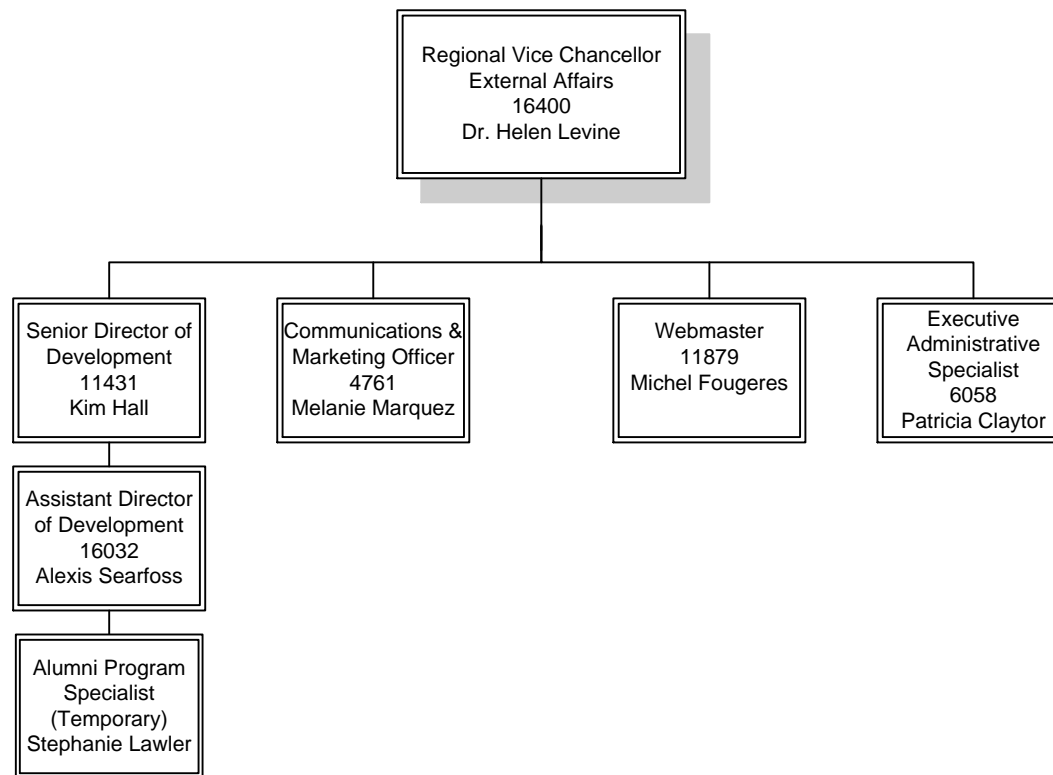 Regional Vice Chancellor
External Affairs
16400
Dr. Helen Levine
Senior Director of
Development
11431
Kim Hall
Communications &
Marketing Officer
4761
Melanie Marquez
Webmaster
11879
Michel Fougeres
Executive
Administrative
Specialist
6058
Patricia Claytor
Assistant Director
of Development
16032
Alexis Searfoss
Alumni Program
Specialist
(Temporary)
Stephanie Lawler